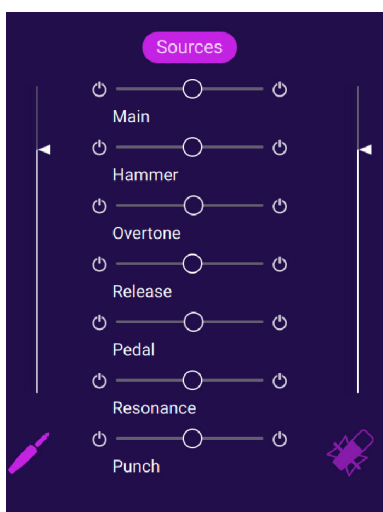 Sources
Main
Hammer
Overtone
Release
Pedal
Resonance
Punch